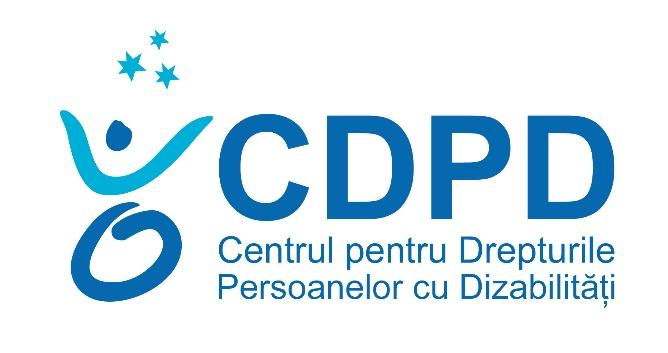 CDPD
Centrul pentru Drepturile
Persoanelor cu Dizabilități